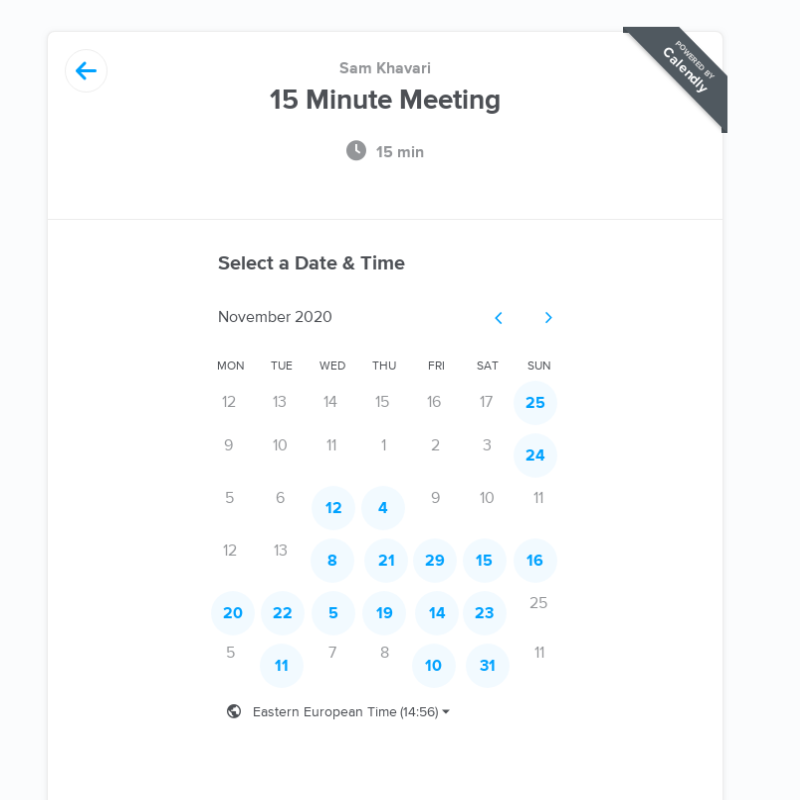 POWERED BY
Calendly
Sam Khavari
15 Minute Meeting
15 min
Select a Date & Time
November 2020
MON TUE WED THU FRI SAT SUN
12 13 14 15 16 17 25
9 10 11 1 2 3 24
5 6 12 4 9 10 11
12 13 8 21 29 15 16
20 22 5 19 14 23 25
5 11 7 8 10 31 11
Eastern European Time (14:56)